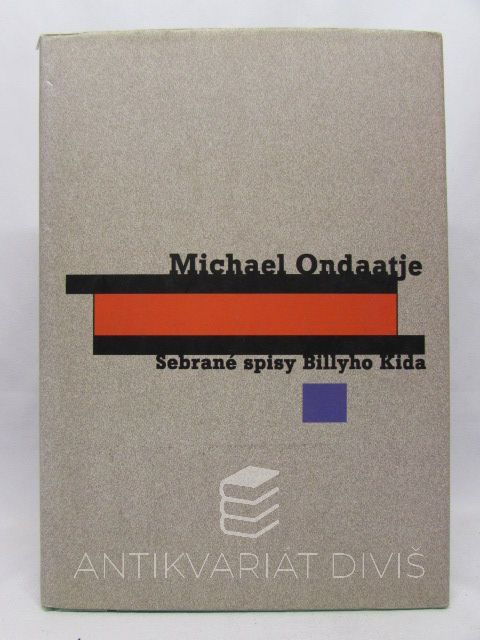 Michael Ondaatje
Sebrané spisy Billyho Kida
ANTIKVARIÁT DIVIŠ